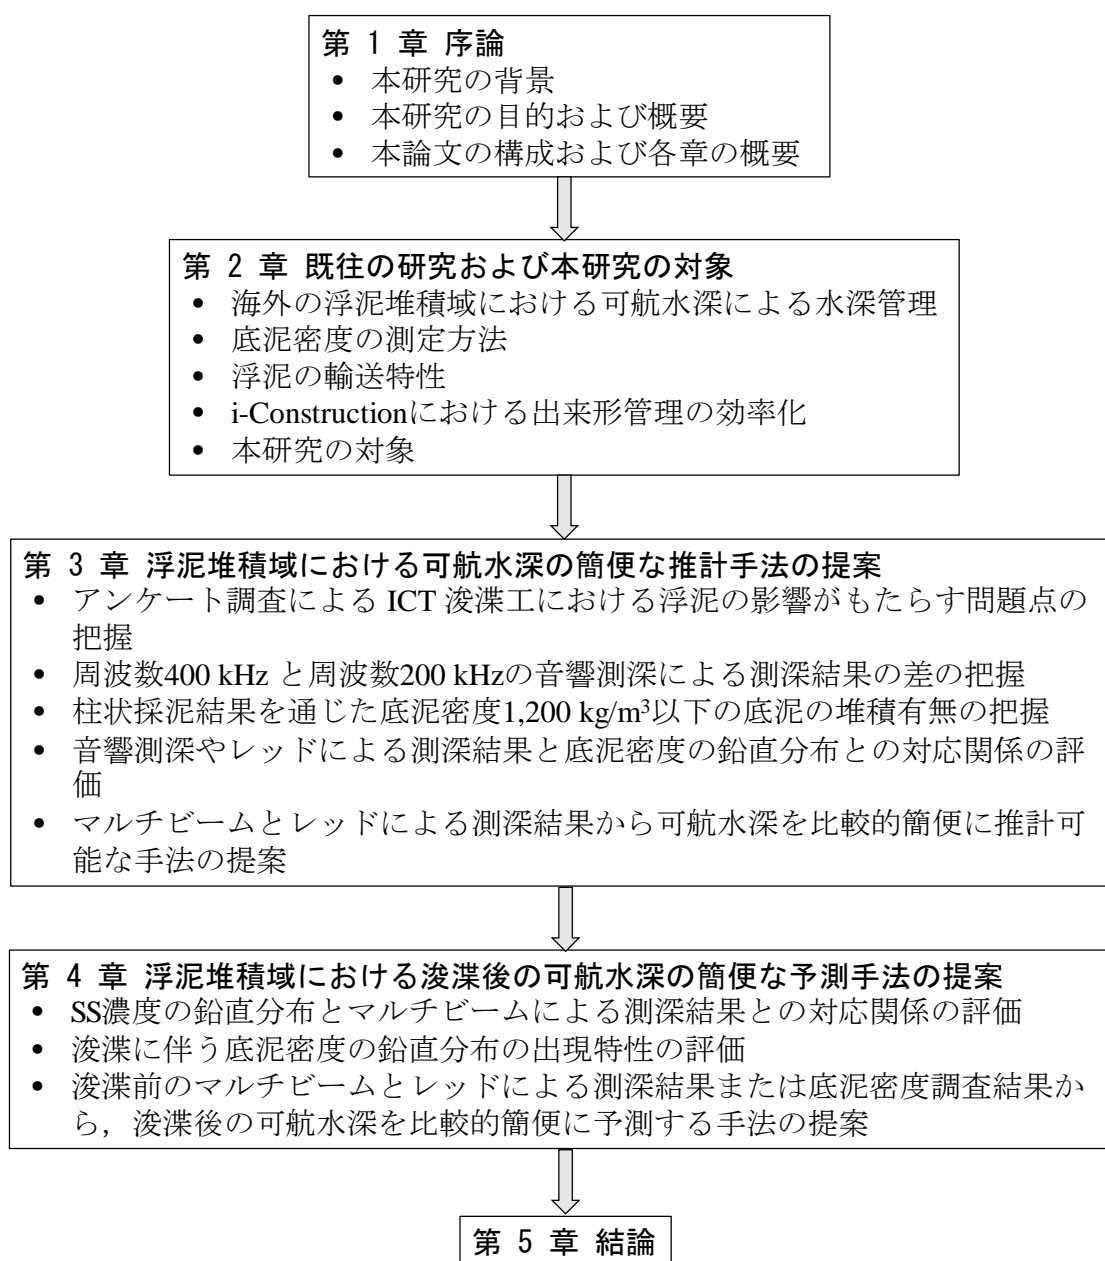 第 1 章 序論
• 本研究の背景
• 本研究の目的および概要
• 本論文の構成および各章の概要
第 2 章 既往の研究および本研究の対象
• 海外の浮泥堆積域における可航水深による水深管理
• 底泥密度の測定方法
• 浮泥の輸送特性
• i-Constructionにおける出来形管理の効率化
• 本研究の対象
第 3 章 浮泥堆積域における可航水深の簡便な推計手法の提案
• アンケート調査による ICT 浚渫工における浮泥の影響がもたらす問題点の
把握
• 周波数400 kHz と周波数200 kHzの音響測深による測深結果の差の把握
• 柱状採泥結果を通じた底泥密度1,200 kg/m³以下の底泥の堆積有無の把握
• 音響測深やレッドによる測深結果と底泥密度の鉛直分布との対応関係の評
価
• マルチビームとレッドによる測深結果から可航水深を比較的簡便に推計可
能な手法の提案
第 4 章 浮泥堆積域における浚渫後の可航水深の簡便な予測手法の提案
• SS濃度の鉛直分布とマルチビームによる測深結果との対応関係の評価
• 浚渫に伴う底泥密度の鉛直分布の出現特性の評価
• 浚渫前のマルチビームとレッドによる測深結果または底泥密度調査結果か
ら，浚渫後の可航水深を比較的簡便に予測する手法の提案
第 5 章 結論